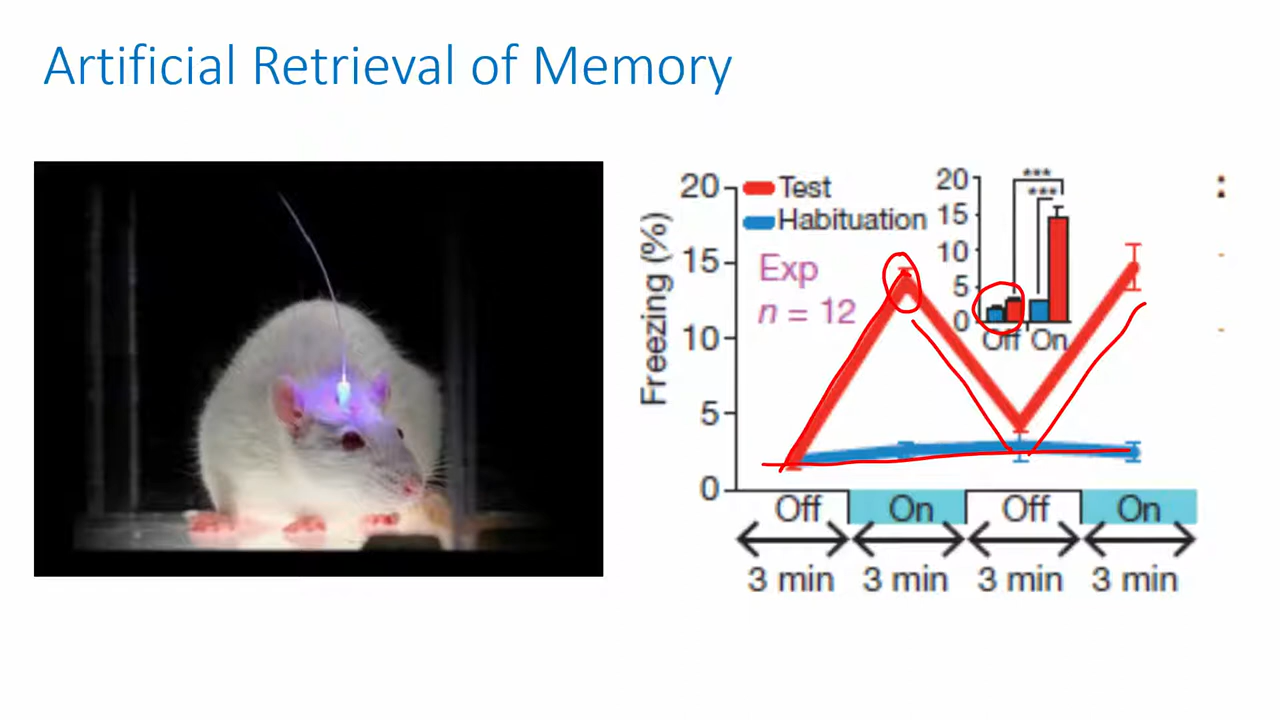 Artificial Retrieval of Memory
Freezing (%)
20
15
10
5
0
Test
Habituation
Exp
n = 12
20
15
10
5
0
***
***
Off On
Off On Off On
3 min 3 min 3 min 3 min